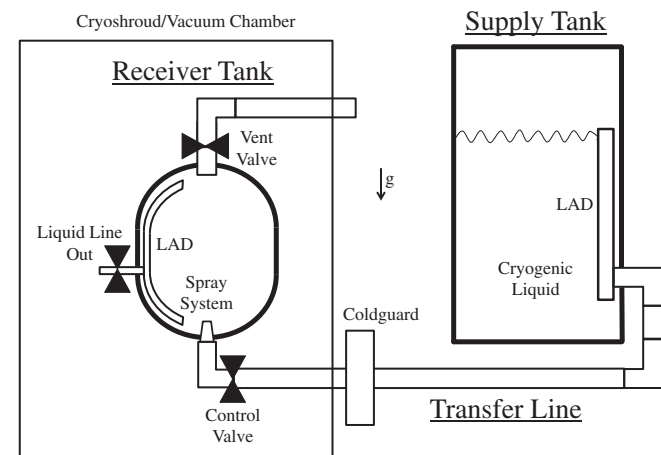 Cryoshroud/Vacuum Chamber
Supply Tank
Receiver Tank
Vent
Valve
g
Liquid Line
Out
LAD
LAD
Spray
System
Cryogenic
Liquid
Coldguard
Control
Valve
Transfer Line